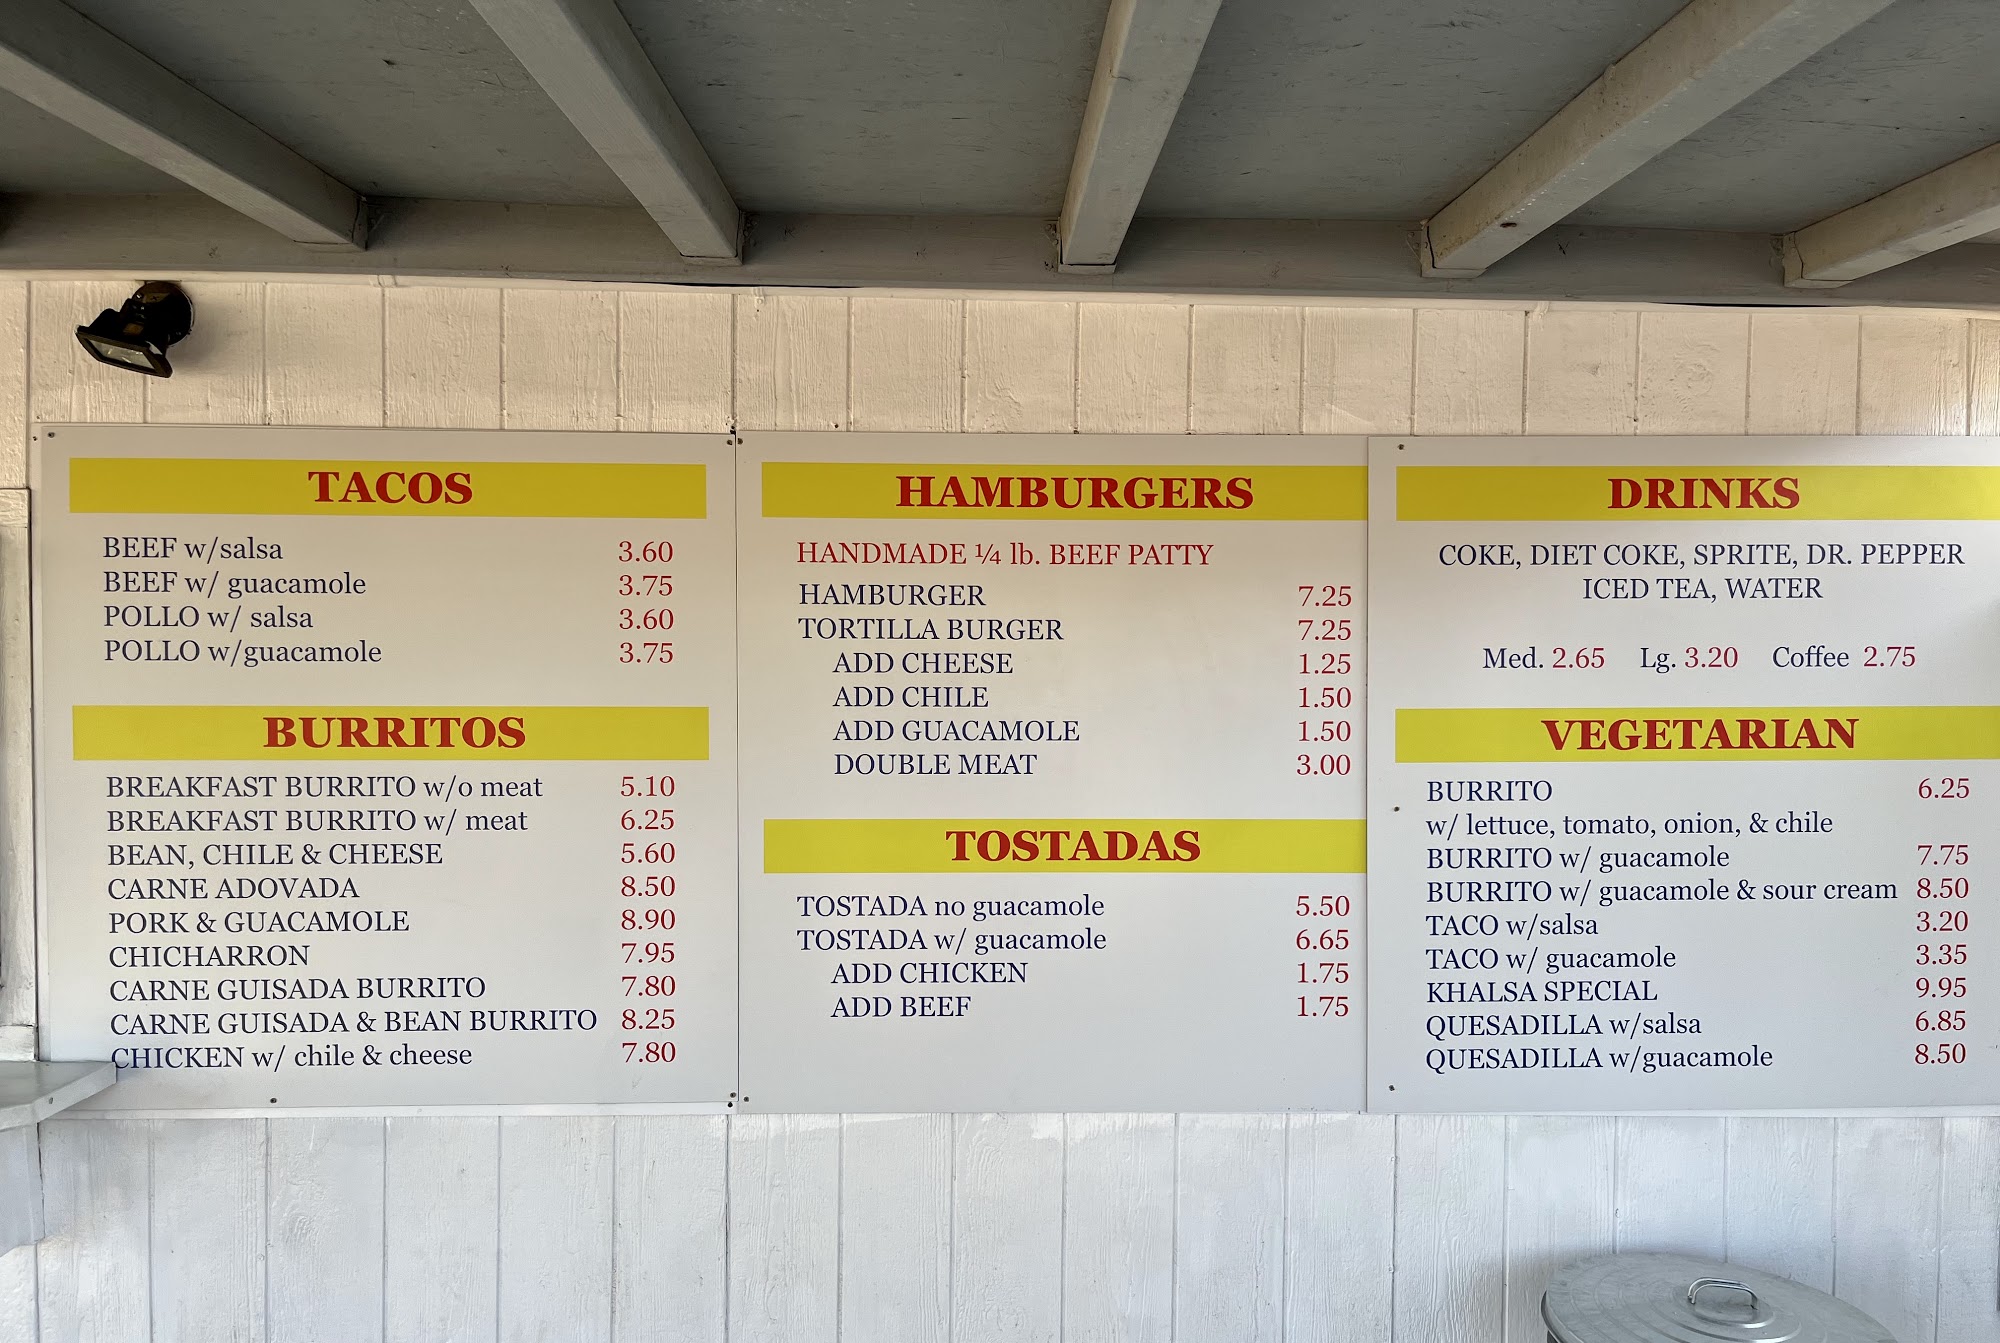 TACOS
BEEF w/salsa 3.60
BEEF w/ guacamole 3.75
POLLO w/ salsa 3.60
POLLO w/guacamole 3.75
BURRITOS
BREAKFAST BURRITO w/o meat 5.10
BREAKFAST BURRITO w/ meat 6.25
BEAN, CHILE & CHEESE 5.60
CARNE ADOVADA 8.50
PORK & GUACAMOLE 8.90
CHICHARRON 7.95
CARNE GUISADA BURRITO 7.80
CARNE GUISADA & BEAN BURRITO 8.25
CHICKEN w/ chile & cheese 7.80
HAMBURGERS
HANDMADE ¼ lb. BEEF PATTY
HAMBURGER 7.25
TORTILLA BURGER 7.25
ADD CHEESE 1.25
ADD CHILE 1.50
ADD GUACAMOLE 1.50
DOUBLE MEAT 3.00
TOSTADAS
TOSTADA no guacamole 5.50
TOSTADA w/ guacamole 6.65
ADD CHICKEN 1.75
ADD BEEF 1.75
DRINKS
COKE, DIET COKE, SPRITE, DR. PEPPER
ICED TEA, WATER
Med. 2.65 Lg. 3.20 Coffee 2.75
VEGETARIAN
BURRITO 6.25
w/ lettuce, tomato, onion, & chile
BURRITO w/ guacamole 7.75
BURRITO w/ guacamole & sour cream 8.50
TACO w/salsa 3.20
TACO w/ guacamole 3.35
KHALSA SPECIAL 9.95
QUESADILLA w/salsa 6.85
QUESADILLA w/guacamole 8.50